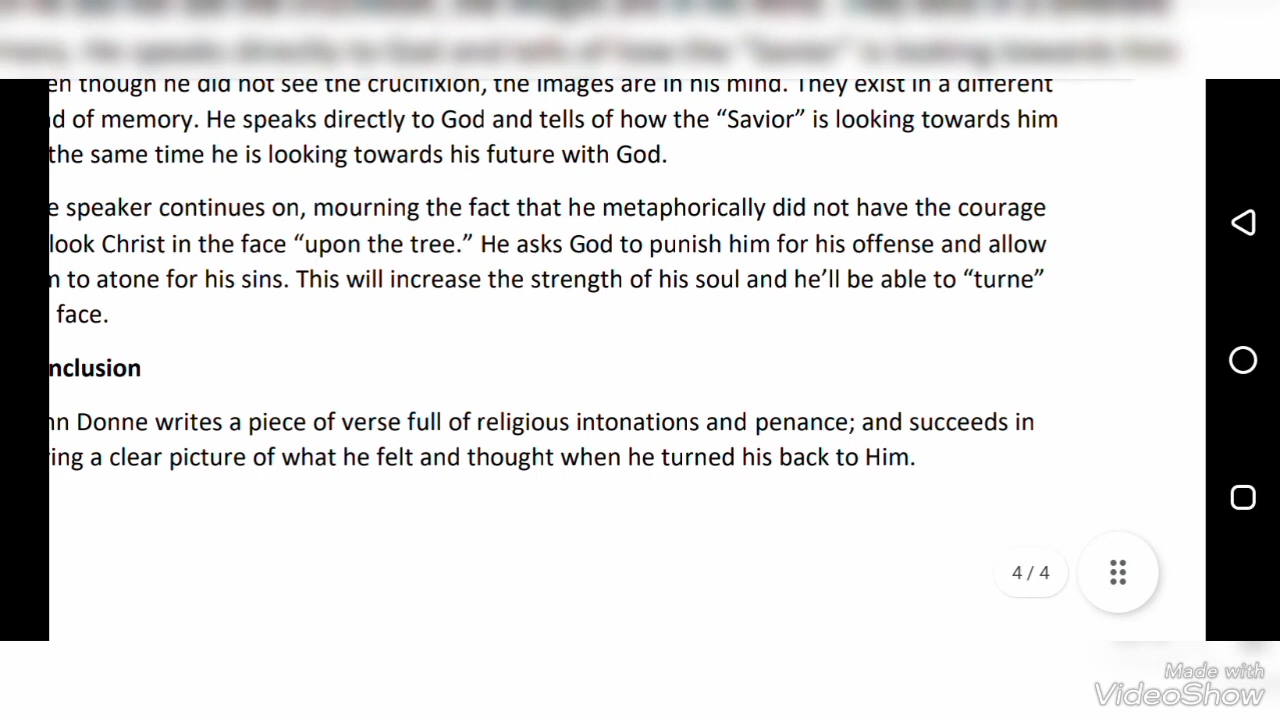 though he did not see the crucifixion, the images are in his mind. They exist in a different
of memory. He speaks directly to God and tells of how the “Savior” is looking towards him
the same time he is looking towards his future with God.
speaker continues on, mourning the fact that he metaphorically did not have the courage
look Christ in the face “upon the tree.” He asks God to punish him for his offense and allow
to atone for his sins. This will increase the strength of his soul and he’ll be able to “turne”
face.
nclusion
Donne writes a piece of verse full of religious intonations and penance; and succeeds in
a clear picture of what he felt and thought when he turned his back to Him.
4 / 4
Made with
VideoShow